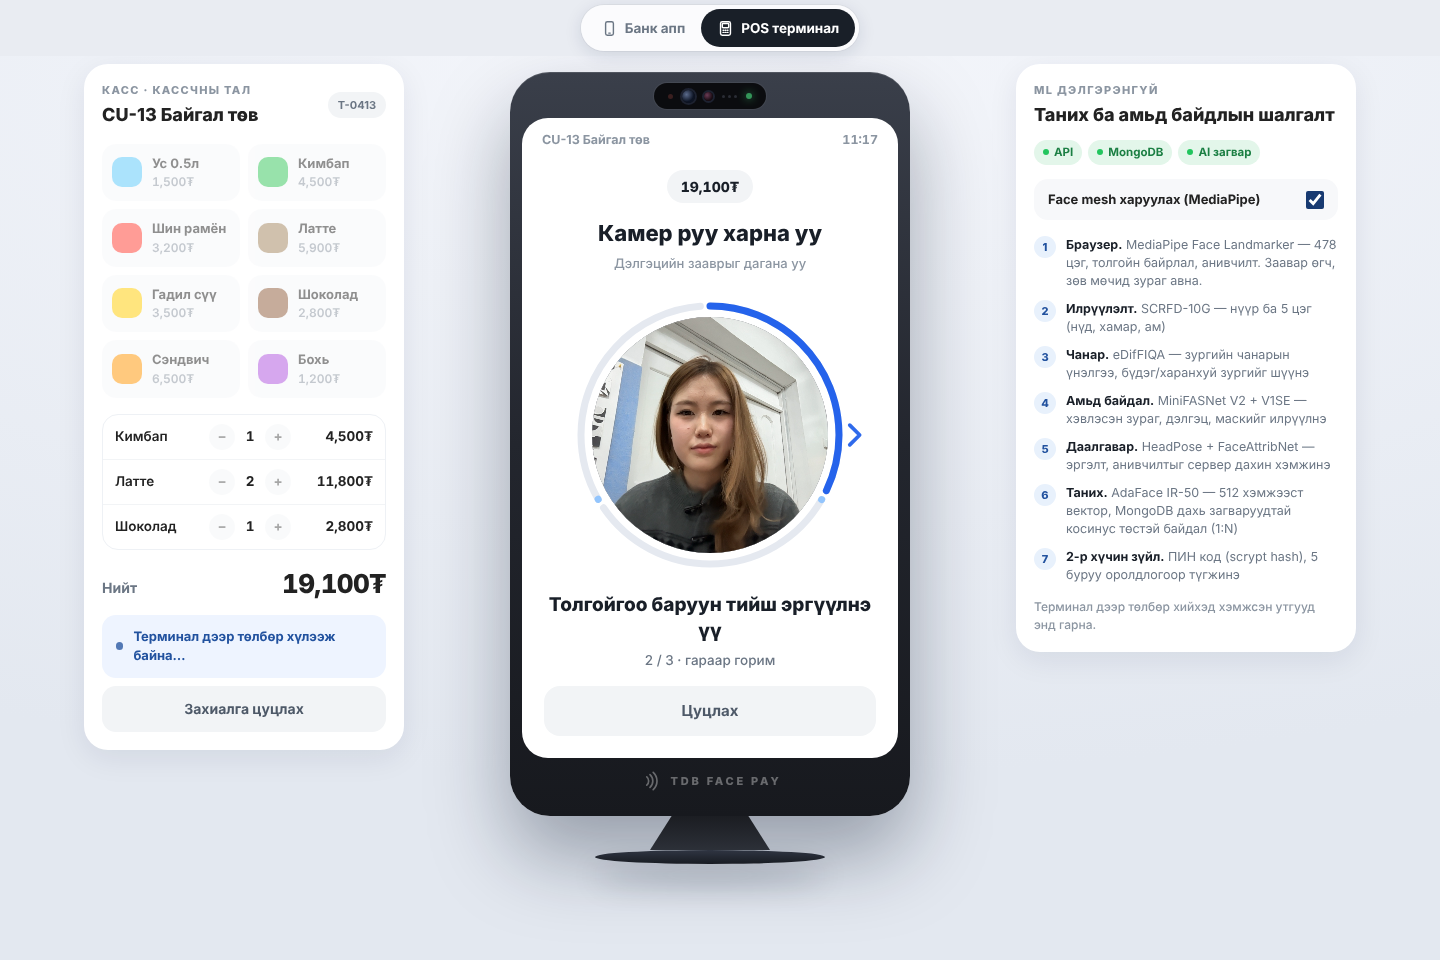 Банк апп
POS терминал
КАСС · КАССЧНЫ ТАЛ
CU-13 Байгал төв
T-0413
Ус 0.5л
1,500₮
Кимбап
4,500₮
Шин рамён
3,200₮
Латте
5,900₮
Гадил сүү
3,500₮
Шоколад
2,800₮
Сэндвич
6,500₮
Бохь
1,200₮
Кимбап − 1 + 4,500₮
Латте − 2 + 11,800₮
Шоколад − 1 + 2,800₮
Нийт 19,100₮
Терминал дээр төлбөр хүлээж
байна...
Захиалга цуцлах
CU-13 Байгал төв 11:17
19,100₮
Камер руу харна уу
Дэлгэцийн зааврыг дагана уу
Толгойгоо баруун тийш эргүүлнэ
үү
2 / 3 · гараар горим
Цуцлах
TDB FACE PAY
ML ДЭЛГЭРЭНГҮЙ
Таних ба амьд байдлын шалгалт
API
MongoDB
AI загвар
Face mesh харуулах (MediaPipe)
1 Браузер. MediaPipe Face Landmarker — 478
цэг, толгойн байрлал, анивчилт. Заавар өгч,
зөв мөчид зураг авна.
2 Илрүүлэлт. SCRFD-10G — нүүр ба 5 цэг
(нүд, хамар, ам)
3 Чанар. eDifFIQA — зургийн чанарын
үнэлгээ, бүдэг/харанхуй зургийг шүүнэ
4 Амьд байдал. MiniFASNet V2 + V1SE —
хэвлэсэн зураг, дэлгэц, маскийг илрүүлнэ
5 Даалгавар. HeadPose + FaceAttribNet —
эргэлт, анивчилтыг сервер дахин хэмжинэ
6 Таних. AdaFace IR-50 — 512 хэмжээст
вектор, MongoDB дахь загваруудтай
косинус төстэй байдал (1:N)
7 2-р хүчин зүйл. ПИН код (scrypt hash), 5
буруу оролдлогоор түгжинэ
Терминал дээр төлбөр хийхэд хэмжсэн утгууд
энд гарна.